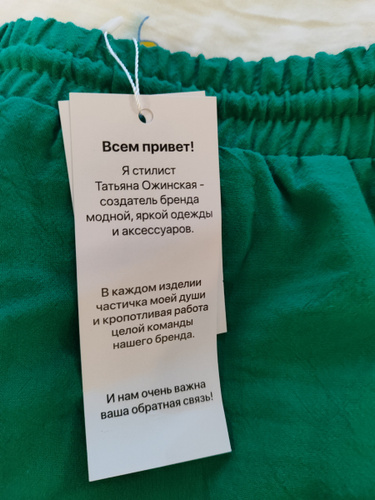 Всем привет!
Я стилист
Татьяна Ожинская -
создатель бренда
модной, яркой одежды
и аксессуаров.
В каждом изделии
частичка моей души
и кропотливая работа
целой команды
нашего бренда.
И нам очень важна
ваша обратная связь!